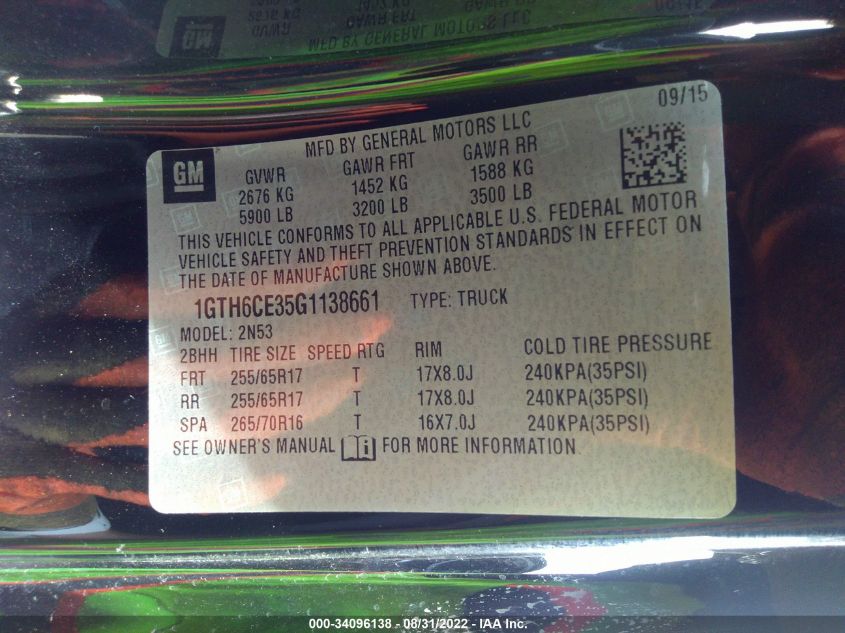 09/15
MFD BY GENERAL MOTORS LLC
GM GVWR GAWR FRT GAWR RR
2676 KG 1452 KG 1588 KG
5900 LB 3200 LB 3500 LB
THIS VEHICLE CONFORMS TO ALL APPLICABLE U.S. FEDERAL MOTOR
VEHICLE SAFETY AND THEFT PREVENTION STANDARDS IN EFFECT ON
THE DATE OF MANUFACTURE SHOWN ABOVE.
1GTH6CE35G1138661 TYPE: TRUCK
MODEL: 2N53
2BHH TIRE SIZE SPEED RTG RIM COLD TIRE PRESSURE
FRT 255/65R17 T 17X8.0J 240KPA(35PSI)
RR 255/65R17 T 17X8.0J 240KPA(35PSI)
SPA 265/70R16 T 16X7.0J 240KPA(35PSI)
SEE OWNER'S MANUAL FOR MORE INFORMATION.
000-34096138 - 08/31/2022 - IAA Inc.